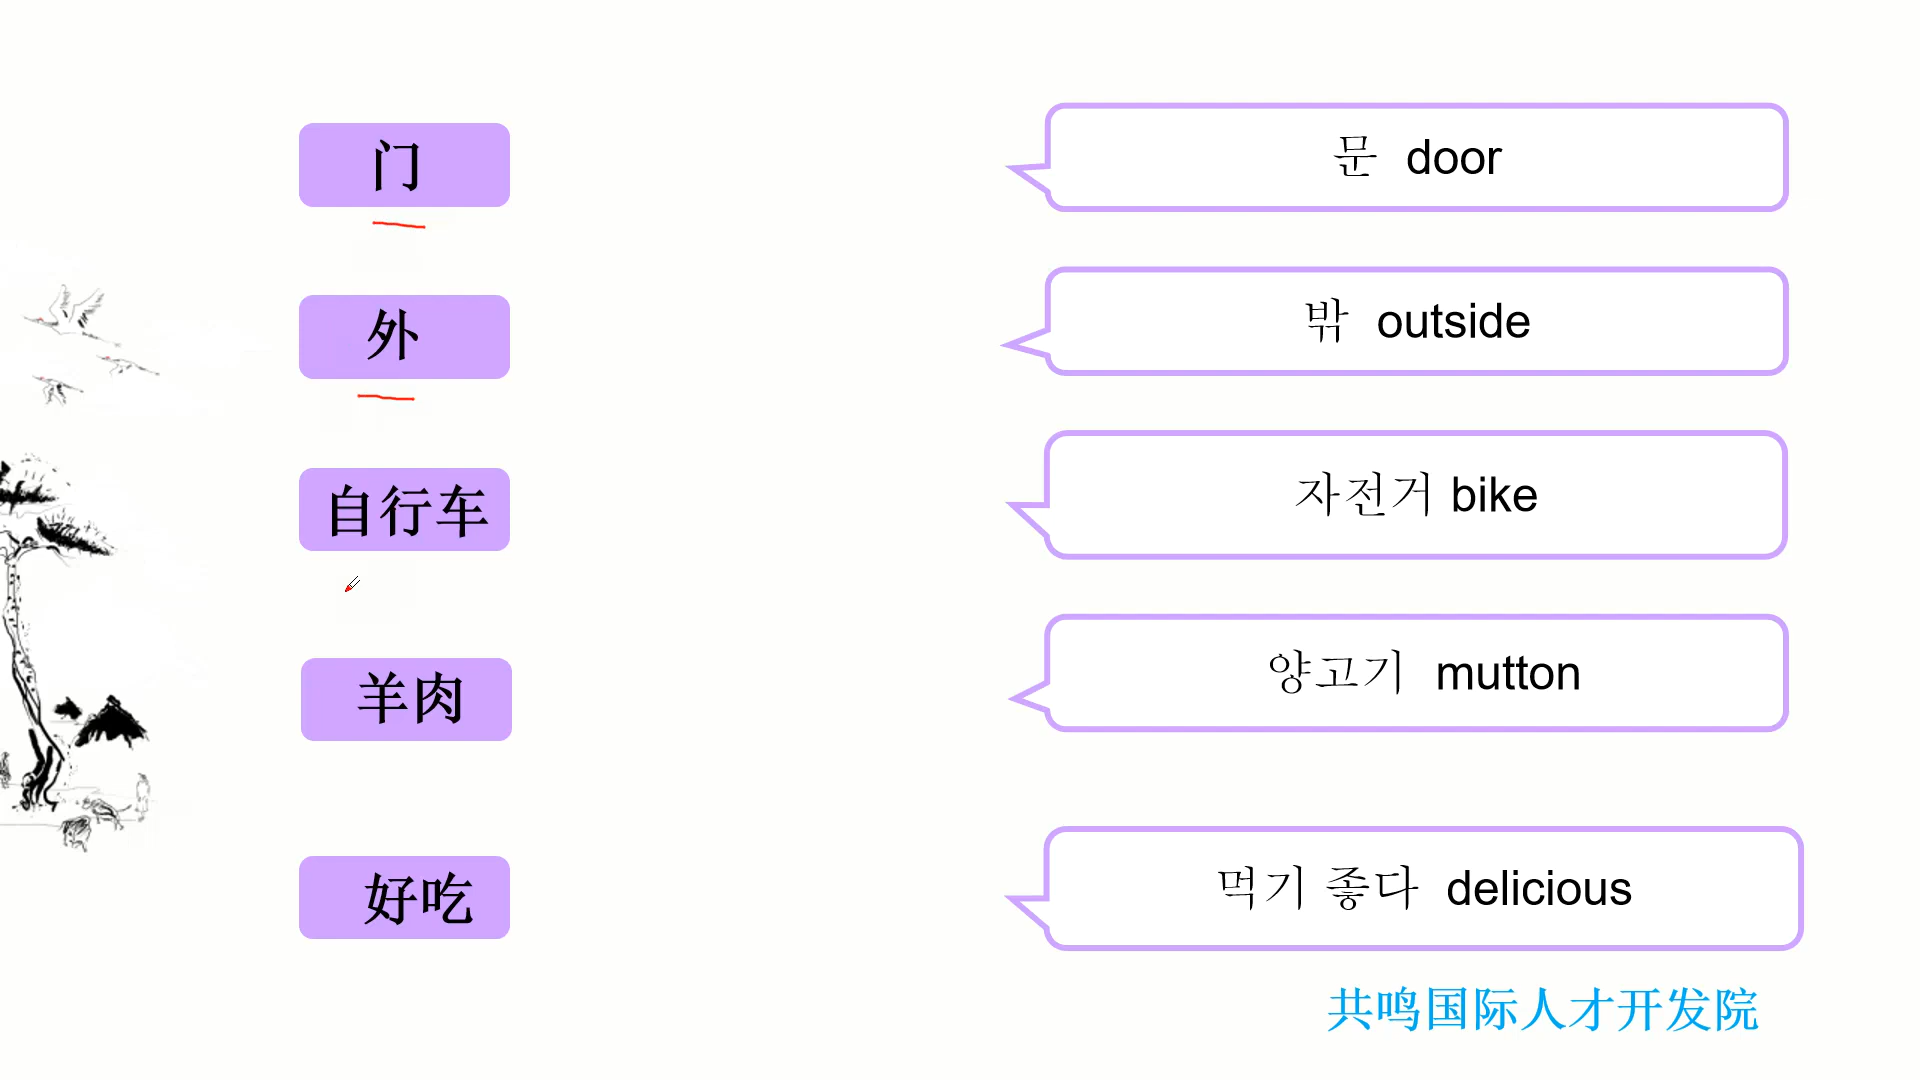 门
문 door
外
밖 outside
自行车
자전거 bike
羊肉
양고기 mutton
好吃
먹기 좋다 delicious
共鸣国际人才开发院